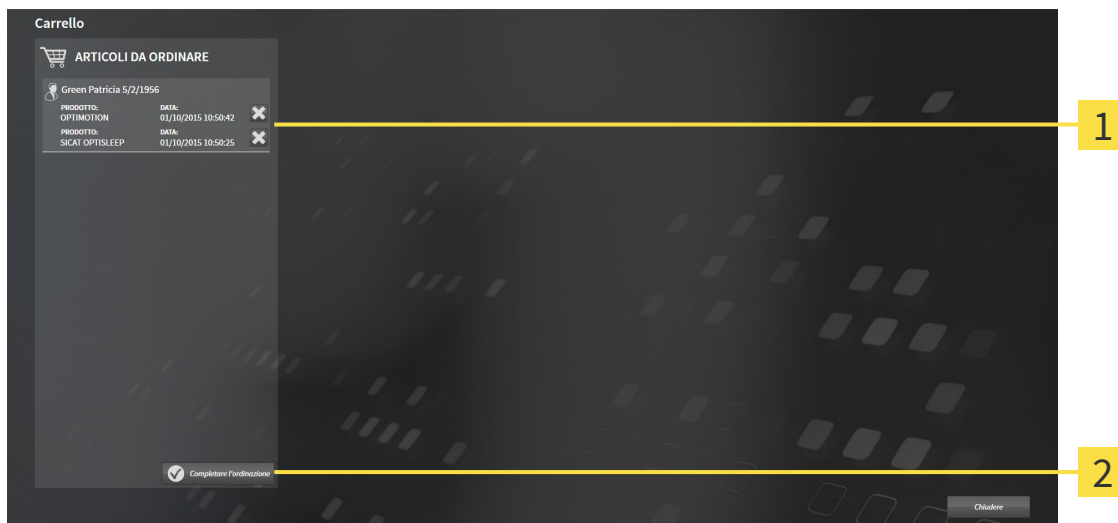 Carrello
ARTICOLI DA ORDINARE
Green Patricia 5/2/1956
PRODOTTO: DATA:
OPTIMOTION 01/10/2015 10:50:42
PRODOTTO: DATA:
SICAT OPTISLEEP 01/10/2015 10:50:25
1
Completare l'ordinazione
2
Chiudere